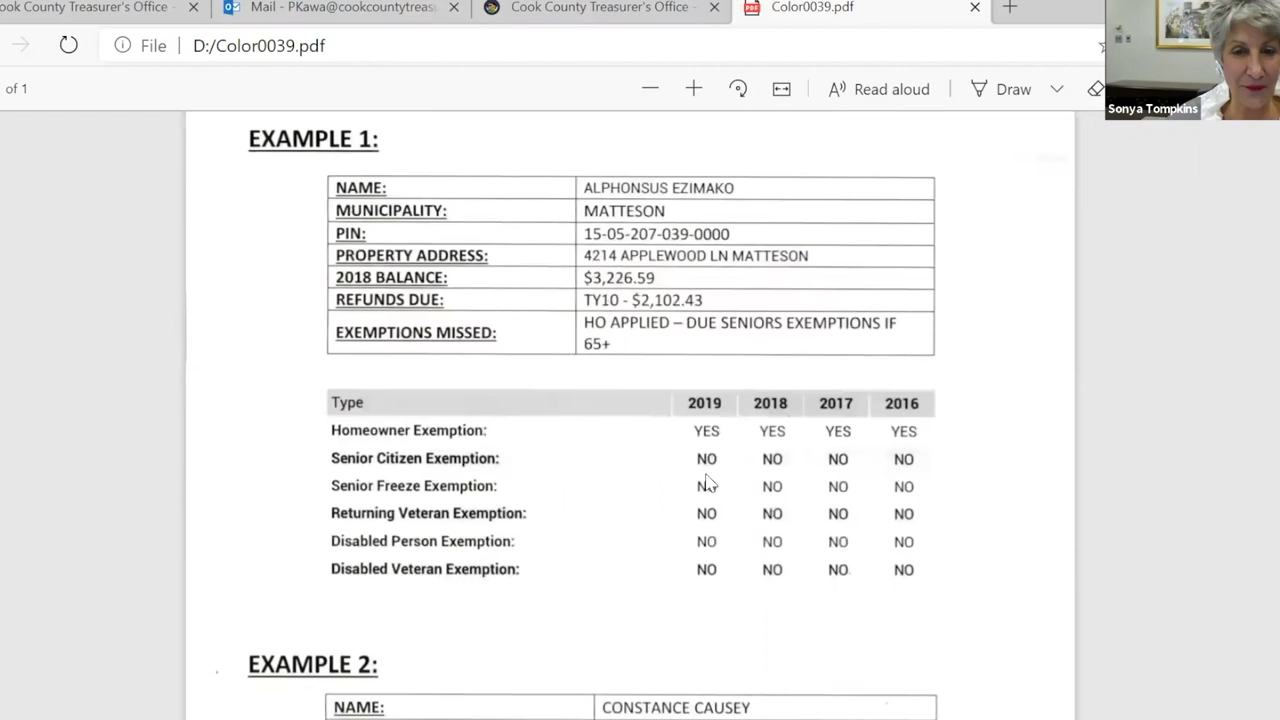 Cook County Treasurer's Office -
Mail - PKawa@cookcountytreas
Cook County Treasurer's Office -
Color0039.pdf
File D:/Color0039.pdf
of 1
Read aloud
Draw
Sonya Tompkins
EXAMPLE 1:
NAME: ALPHONSUS EZIMAKO
MUNICIPALITY: MATTESON
PIN: 15-05-207-039-0000
PROPERTY ADDRESS: 4214 APPLEWOOD LN MATTESON
2018 BALANCE: $3,226.59
REFUNDS DUE: TY10 - $2,102.43
EXEMPTIONS MISSED: HO APPLIED – DUE SENIORS EXEMPTIONS IF
65+
Type 2019 2018 2017 2016
Homeowner Exemption: YES YES YES YES
Senior Citizen Exemption: NO NO NO NO
Senior Freeze Exemption: NO NO NO NO
Returning Veteran Exemption: NO NO NO NO
Disabled Person Exemption: NO NO NO NO
Disabled Veteran Exemption: NO NO NO NO
EXAMPLE 2:
NAME: CONSTANCE CAUSEY